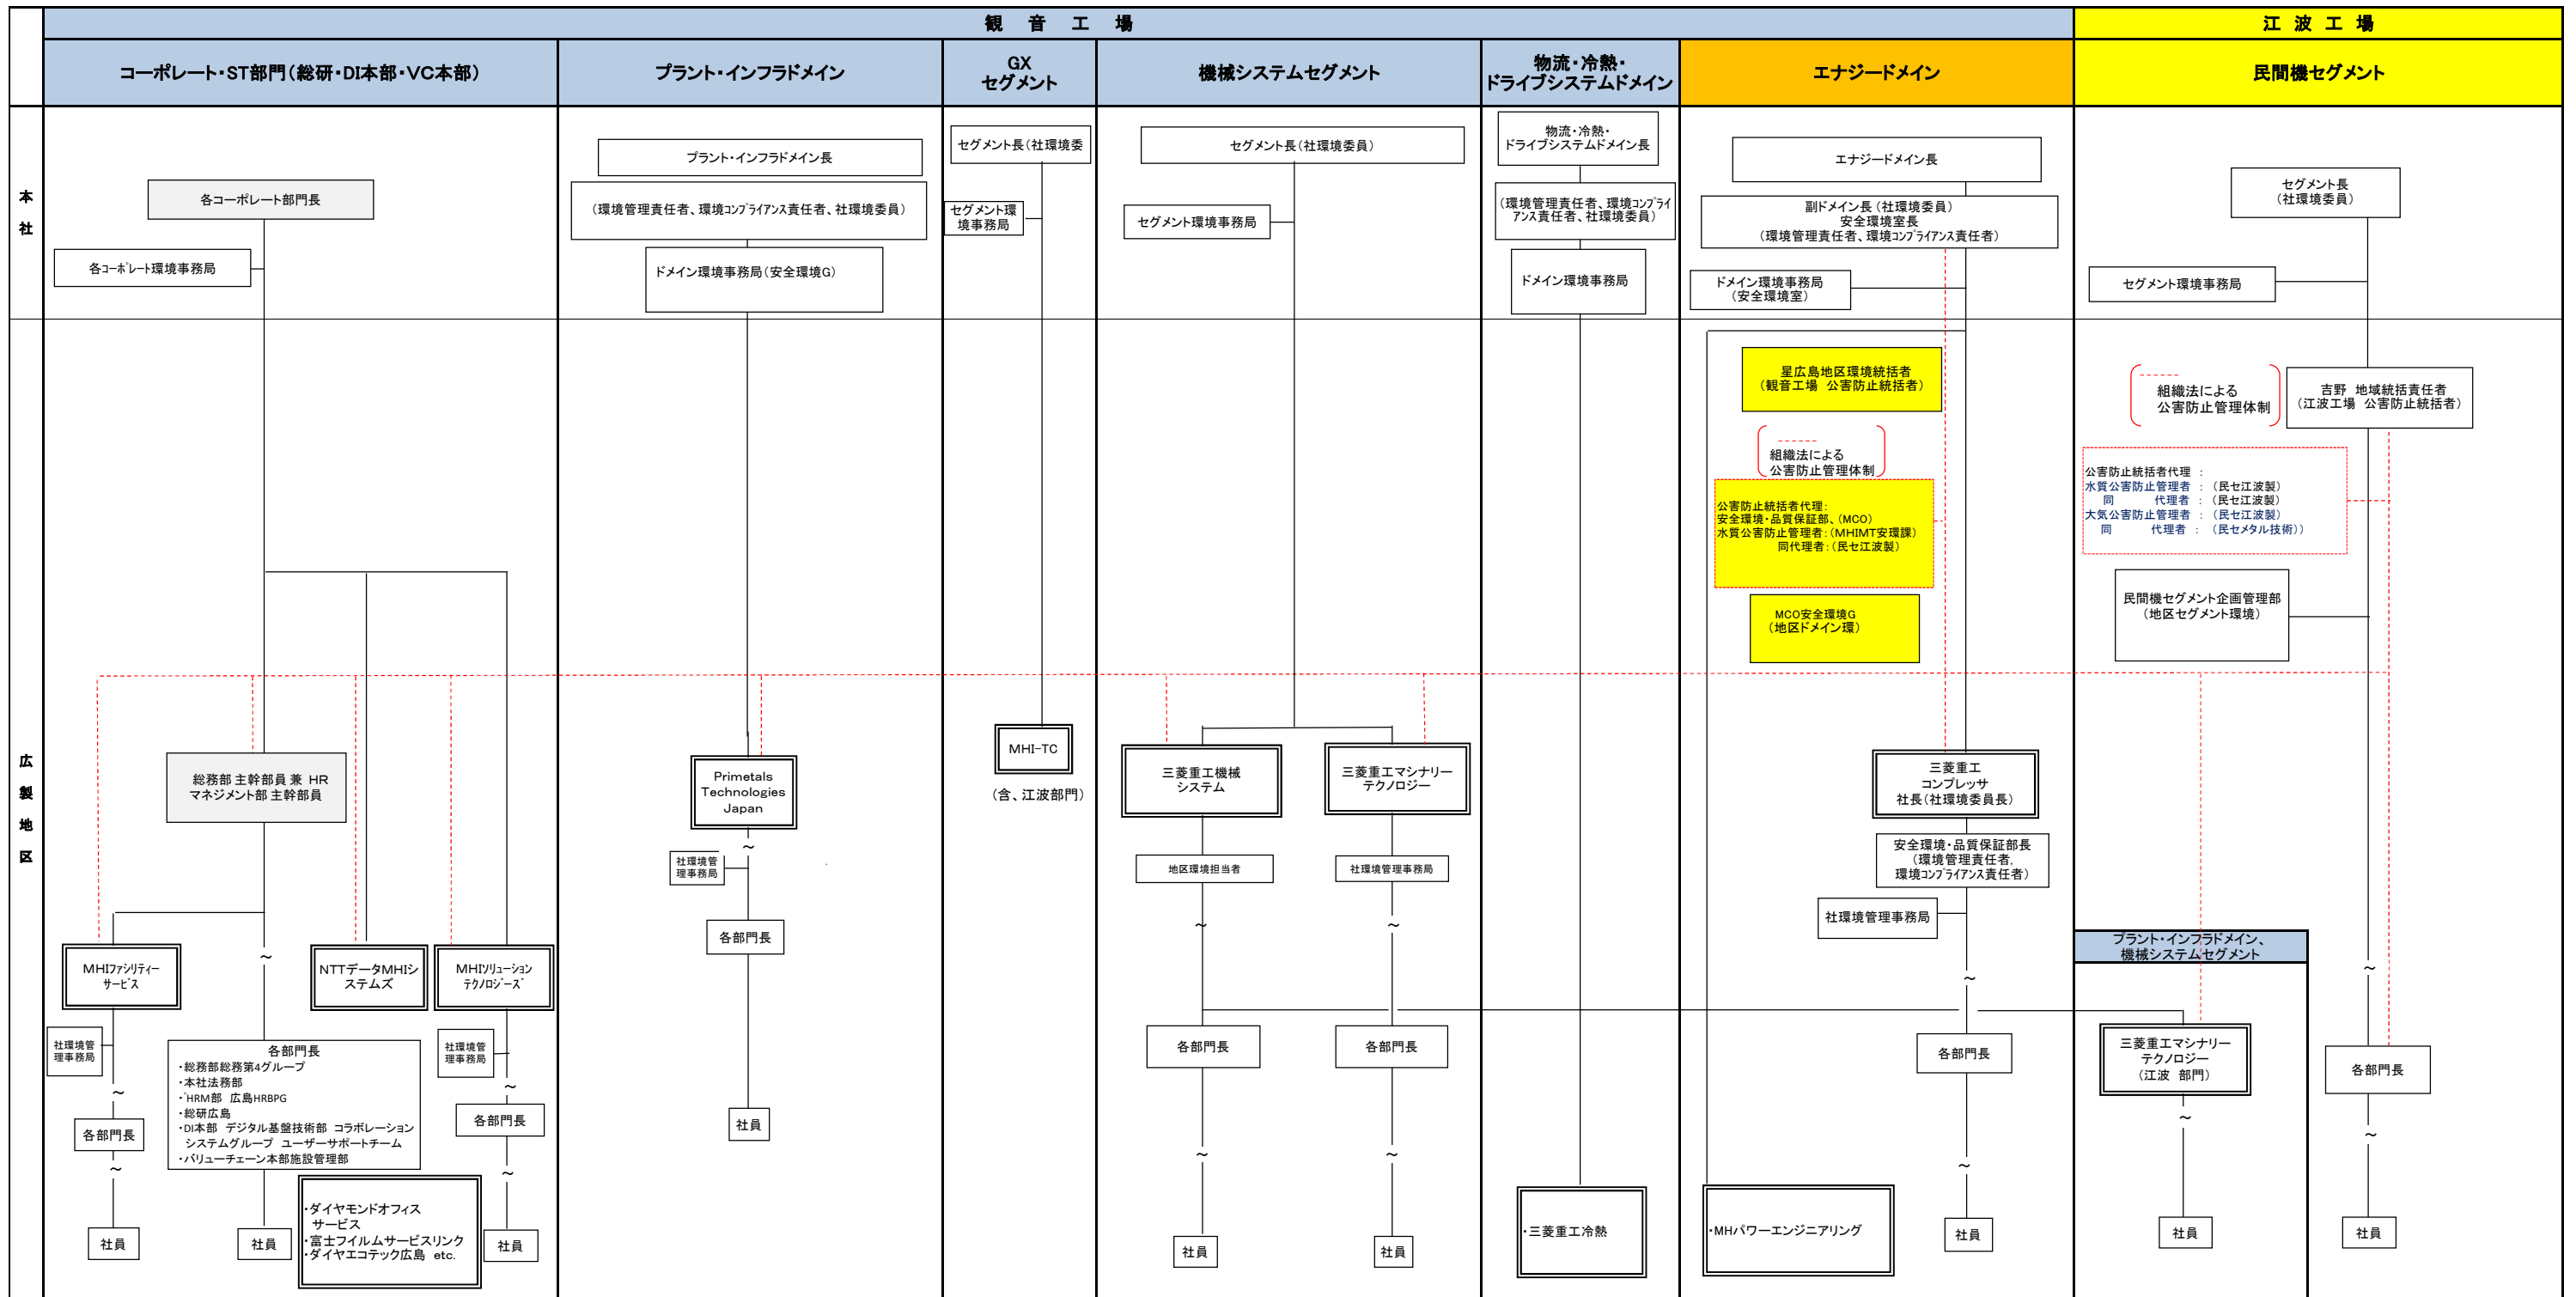 観 音 工 場
江 波 工 場
コーポレート・ST部門(総研・DI本部・VC本部)
プラント・インフラドメイン
GX
セグメント
機械システムセグメント
物流・冷熱・
ドライブシステムドメイン
エナジードメイン
民間機セグメント
本
社
各コーポレート部門長
各コーポレート環境事務局
プラント・インフラドメイン長
(環境管理責任者、環境コンプライアンス責任者、社環境委員)
ドメイン環境事務局(安全環境G)
セグメント長(社環境委
セグメント環
境事務局
セグメント長(社環境委員)
セグメント環境事務局
物流・冷熱・
ドライブシステムドメイン長
(環境管理責任者、環境コンプライ
アンス責任者、社環境委員)
ドメイン環境事務局
エナジードメイン長
副ドメイン長(社環境委員)
安全環境室長
(環境管理責任者、環境コンプライアンス責任者)
ドメイン環境事務局
(安全環境室)
セグメント長
(社環境委員)
セグメント環境事務局
広
製
地
区
総務部 主幹部員 兼 HR
マネジメント部 主幹部員
MHIファシリティー
サービス
社環境管
理事務局
~
各部門長
~
社員
~
各部門長
・総務部総務第4グループ
・本社法務部
・HRM部 広島HRBPG
・総研広島
・DI本部 デジタル基盤技術部 コラボレーション
システムグループ ユーザーサポートチーム
・バリューチェーン本部施設管理部
社員
NTTデータMHIシ
ステムズ
・ダイヤモンドオフィス
サービス
・富士フイルムサービスリンク
・ダイヤエコテック広島 etc.
MHIソリューション
テクノロジーズ
社環境管
理事務局
~
各部門長
~
社員
Primetals
Technologies
Japan
~
社環境管
理事務局
各部門長
社員
MHI-TC
(含、江波部門)
三菱重工機械
システム
地区環境担当者
~
各部門長
~
社員
三菱重工マシナリー
テクノロジー
社環境管理事務局
~
各部門長
~
社員
・三菱重工冷熱
星広島地区環境統括者
(観音工場 公害防止統括者)
組織法による
公害防止管理体制
公害防止統括者代理:
安全環境・品質保証部、(MCO)
水質公害防止管理者:(MHIMT安環課)
同代理者:(民セ江波製)
MCO安全環境G
(地区ドメイン環)
三菱重工
コンプレッサ
社長(社環境委員長)
安全環境・品質保証部長
(環境管理責任者,
環境コンプライアンス責任者)
社環境管理事務局
~
各部門長
~
社員
・MHパワーエンジニアリング
組織法による
公害防止管理体制
吉野 地域統括責任者
(江波工場 公害防止統括者)
公害防止統括者代理 :
水質公害防止管理者 : (民セ江波製)
同 代理者 : (民セ江波製)
大気公害防止管理者 : (民セ江波製)
同 代理者 : (民セメタル技術))
民間機セグメント企画管理部
(地区セグメント環境)
プラント・インフラドメイン、
機械システムセグメント
三菱重工マシナリー
テクノロジー
(江波 部門)
~
社員
~
各部門長
~
社員